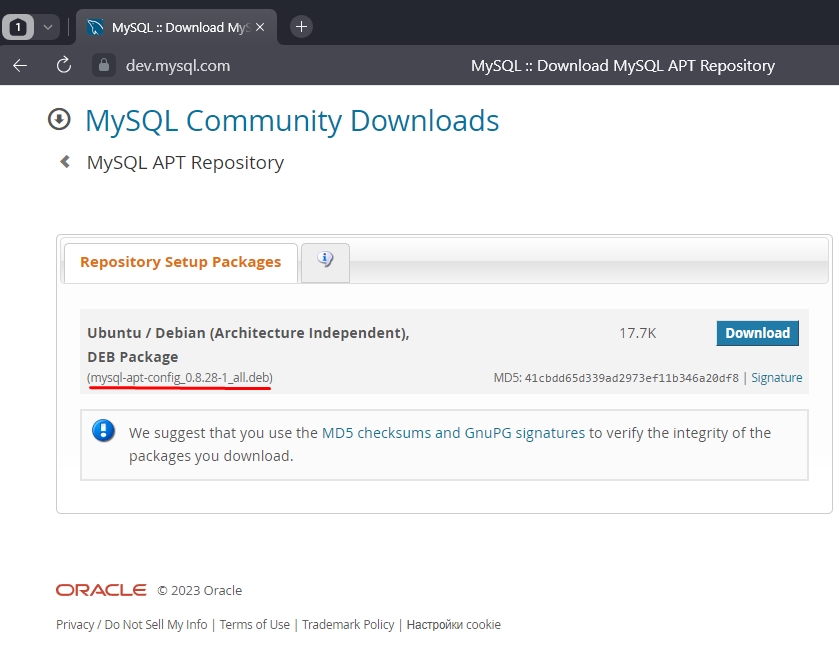 1
MySQL :: Download MyS
dev.mysql.com
MySQL :: Download MySQL APT Repository
MySQL Community Downloads
MySQL APT Repository
Repository Setup Packages
Ubuntu / Debian (Architecture Independent), 17.7K Download
DEB Package
(mysql-apt-config_0.8.28-1_all.deb) MD5: 41cbdd65d339ad2973ef11b346a20df8 | Signature
We suggest that you use the MD5 checksums and GnuPG signatures to verify the integrity of the
packages you download.
ORACLE © 2023 Oracle
Privacy / Do Not Sell My Info | Terms of Use | Trademark Policy | Настройки cookie